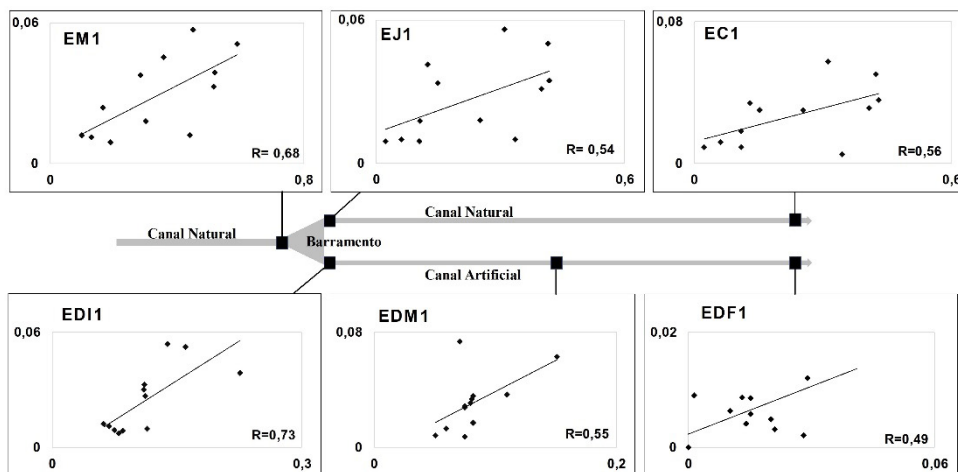 0,06
EM1
R= 0,68
0
0
0,8
0,06
EJ1
R= 0,54
0
0
0,6
0,08
EC1
R=0,56
0
0
0,6
Canal Natural
Canal Natural
Barramento
Canal Artificial
EDI1
0,06
R=0,73
0
0
0,3
EDM1
0,08
R=0,55
0
0
0,2
EDF1
0,02
R=0,49
0
0
0,06